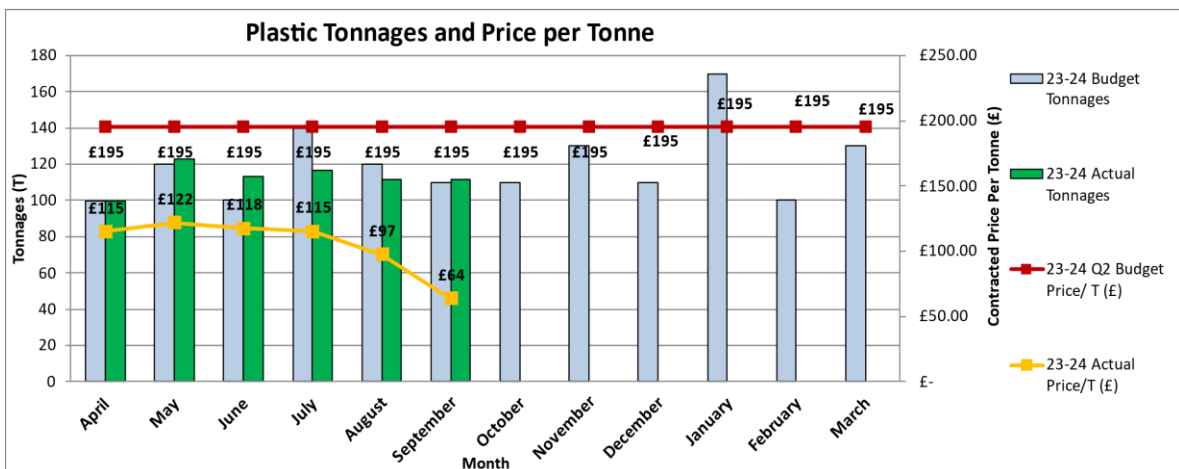 Plastic Tonnages and Price per Tonne
180
160
140
120
100
80
60
40
20
0
Tonnages (T)
£250.00
£200.00
£150.00
£100.00
£50.00
£-
Contracted Price Per Tonne (£)
£195
£195
£195
£195
£195
£195
£195
£195
£195
£195
£195
£195
£115
£122
£118
£115
£97
£64
April
May
June
July
August
September
October
November
December
January
February
March
Month
23-24 Budget
Tonnages
23-24 Actual
Tonnages
23-24 Q2 Budget
Price/ T (£)
23-24 Actual
Price/T (£)